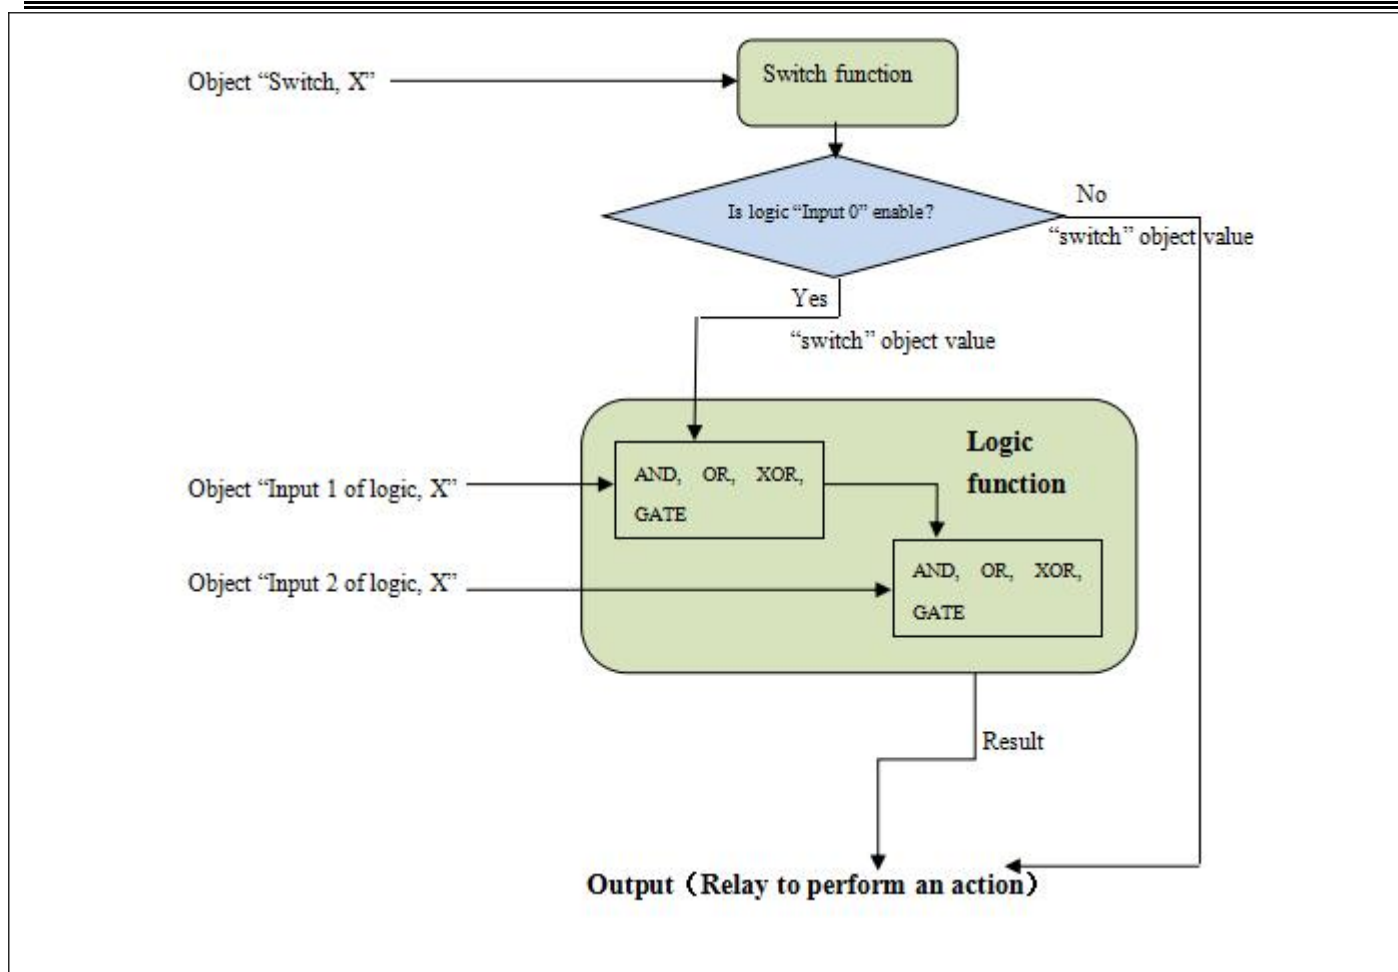 Switch function
Object “Switch, X”
No
Is logic “Input 0” enable?
“switch” object value
Yes
“switch” object value
Logic
function
AND, OR, XOR,
GATE
Object “Input 1 of logic, X”
AND, OR, XOR,
GATE
Object “Input 2 of logic, X”
Result
Output（Relay to perform an action）